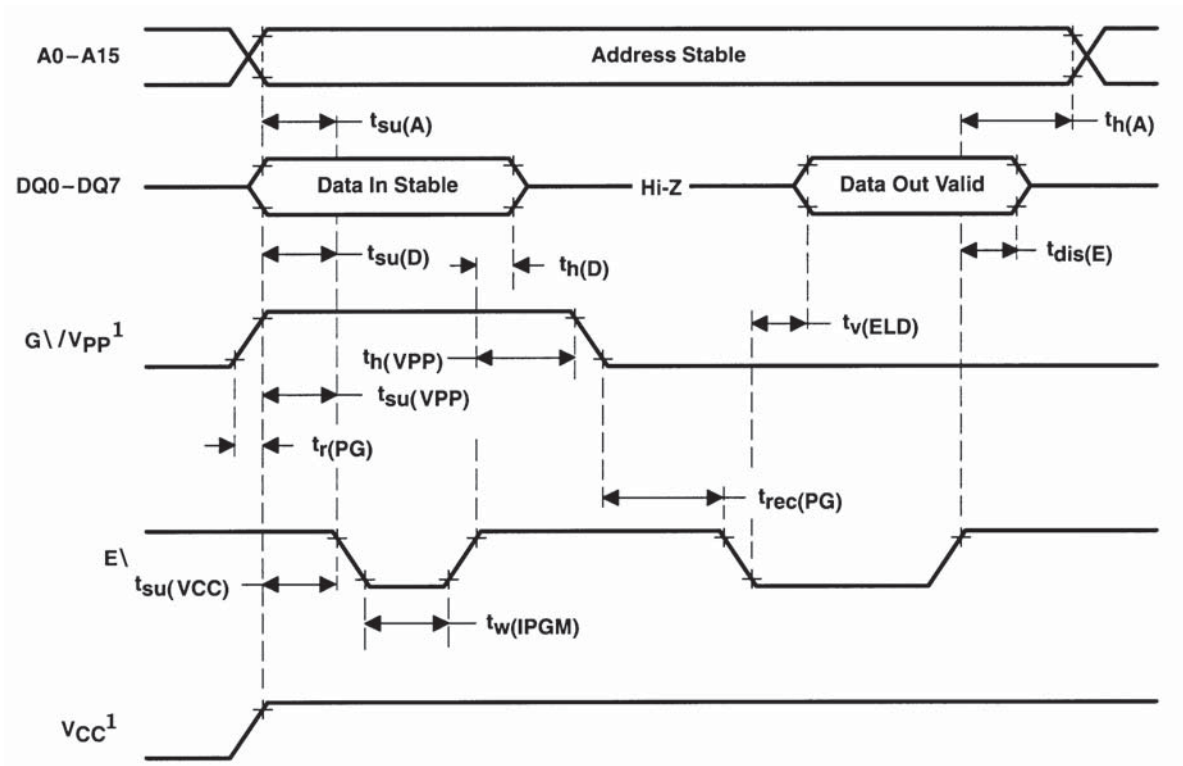 A0–A15
Address Stable
tsu(A)
th(A)
DQ0–DQ7
Data In Stable
Hi-Z
Data Out Valid
tsu(D)
th(D)
tdis(E)
G\ /VPP1
tv(ELD)
th(VPP)
tsu(VPP)
tr(PG)
trec(PG)
E\
tsu(VCC)
tw(IPGM)
VCC1